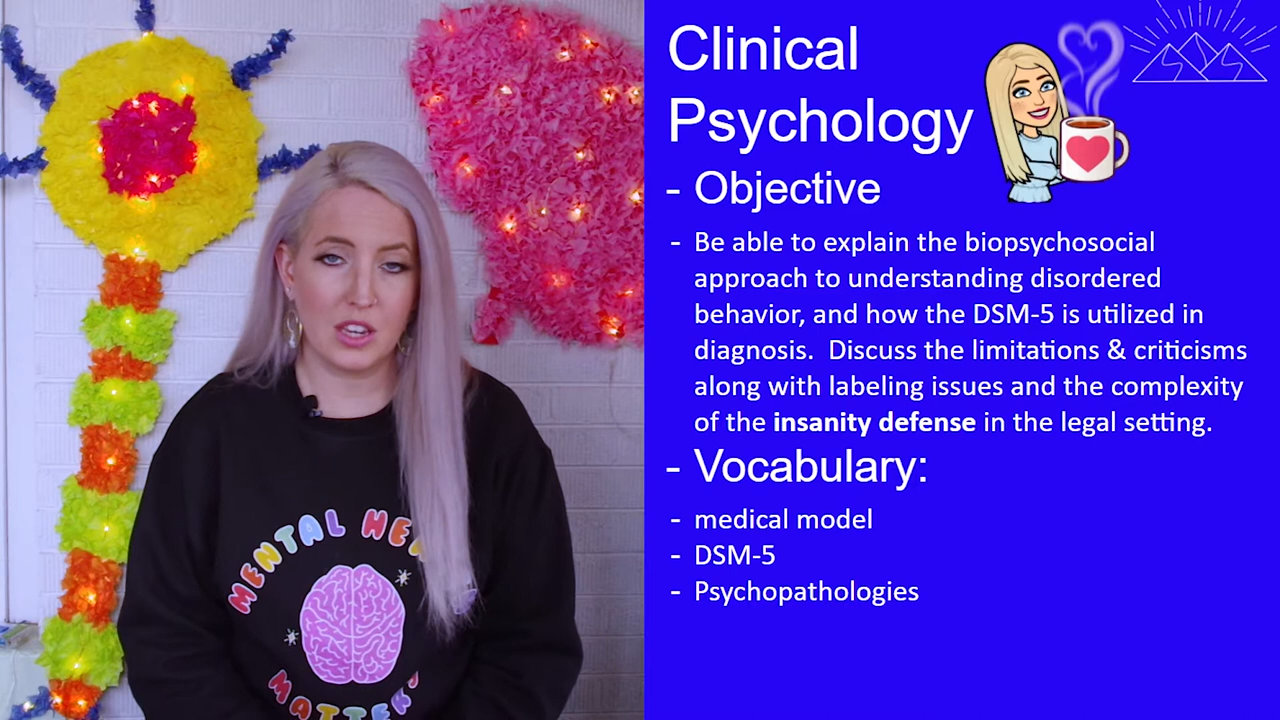 Clinical
Psychology
- Objective
- Be able to explain the biopsychosocial
approach to understanding disordered
behavior, and how the DSM-5 is utilized in
diagnosis.  Discuss the limitations & criticisms
along with labeling issues and the complexity
of the insanity defense in the legal setting.
- Vocabulary:
- medical model
- DSM-5
- Psychopathologies
MENTAL HEA
MATTER